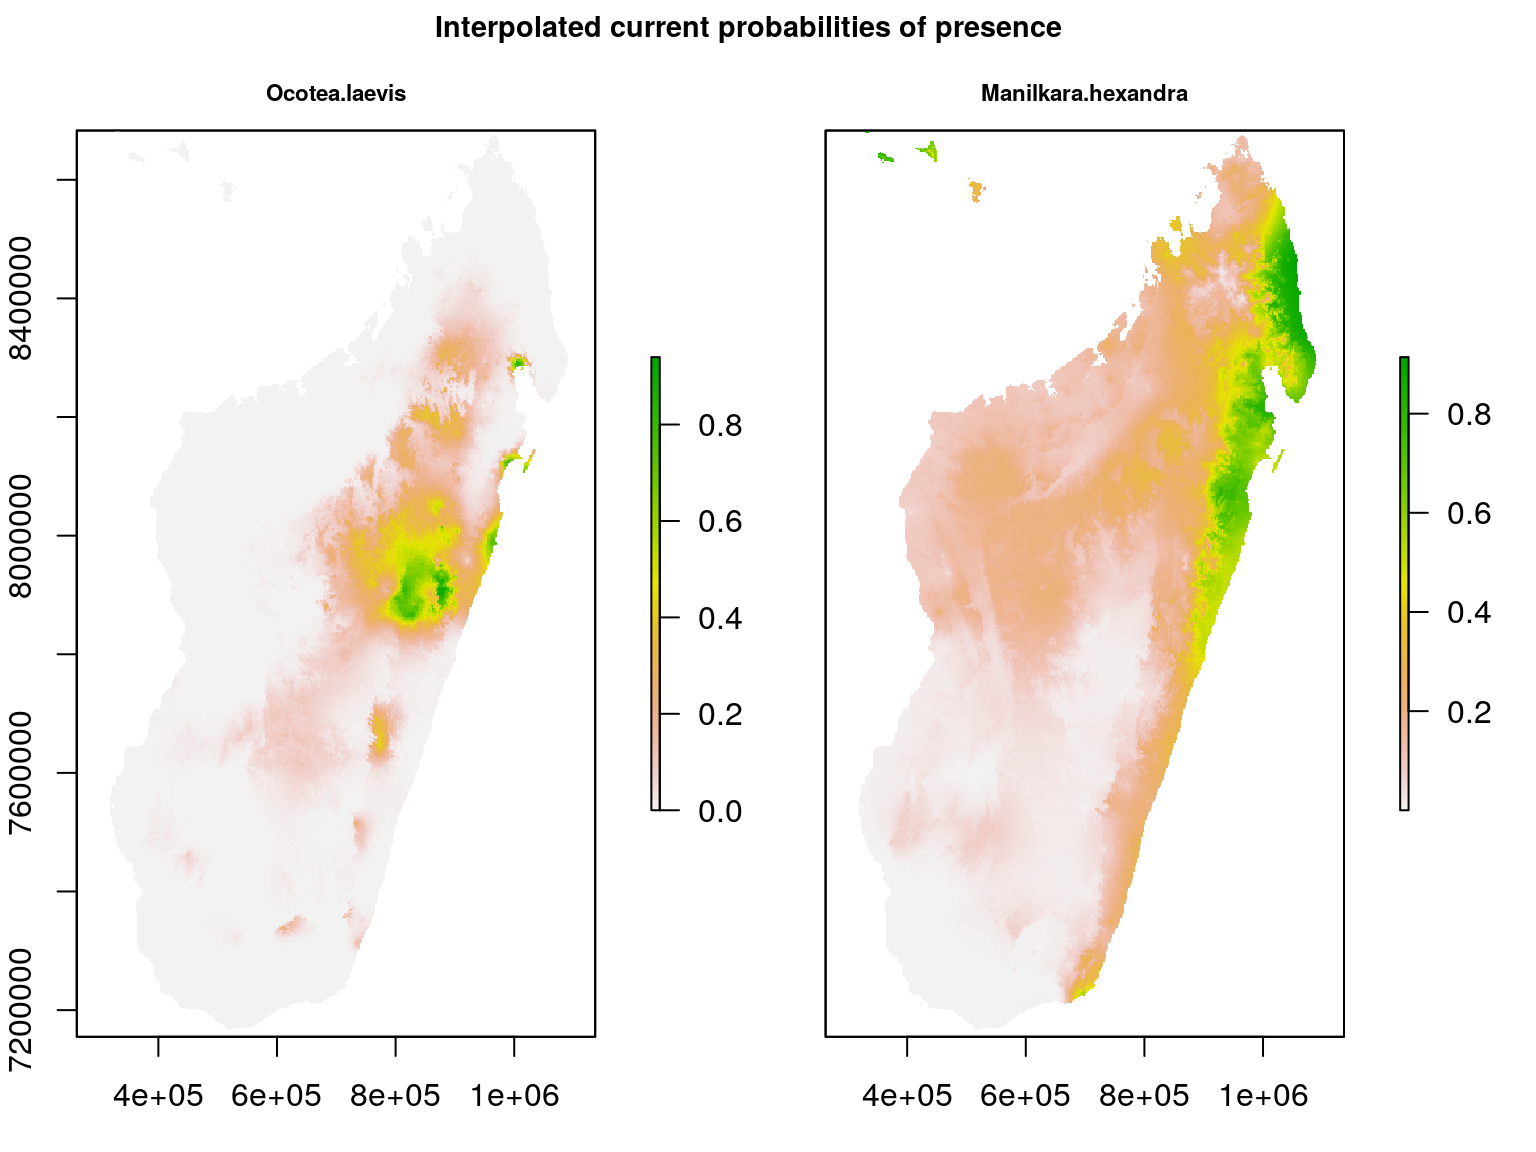 Interpolated current probabilities of presence
Ocotea.laevis
Manilkara.hexandra
8400000
8000000
7600000
7200000
0.8
0.6
0.4
0.2
0.0
0.8
0.6
0.4
0.2
4e+05 6e+05 8e+05 1e+06
4e+05 6e+05 8e+05 1e+06